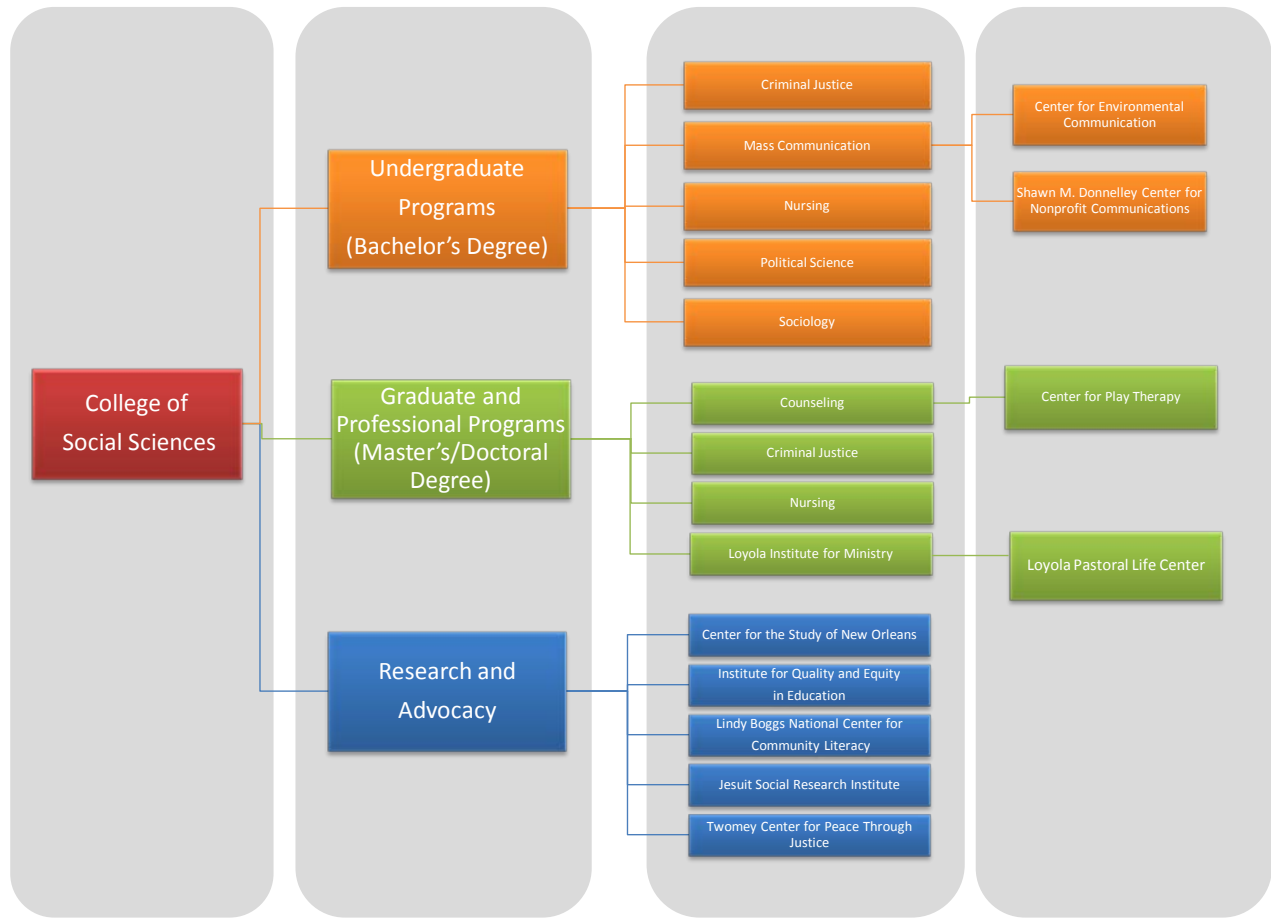 College of
Social Sciences
Undergraduate
Programs
(Bachelor’s Degree)
Criminal Justice
Mass Communication
Center for Environmental
Communication
Shawn M. Donnelley Center for
Nonprofit Communications
Nursing
Political Science
Sociology
Graduate and
Professional Programs
(Master’s/Doctoral
Degree)
Counseling
Center for Play Therapy
Criminal Justice
Nursing
Loyola Institute for Ministry
Loyola Pastoral Life Center
Research and
Advocacy
Center for the Study of New Orleans
Institute for Quality and Equity
in Education
Lindy Boggs National Center for
Community Literacy
Jesuit Social Research Institute
Twomey Center for Peace Through
Justice